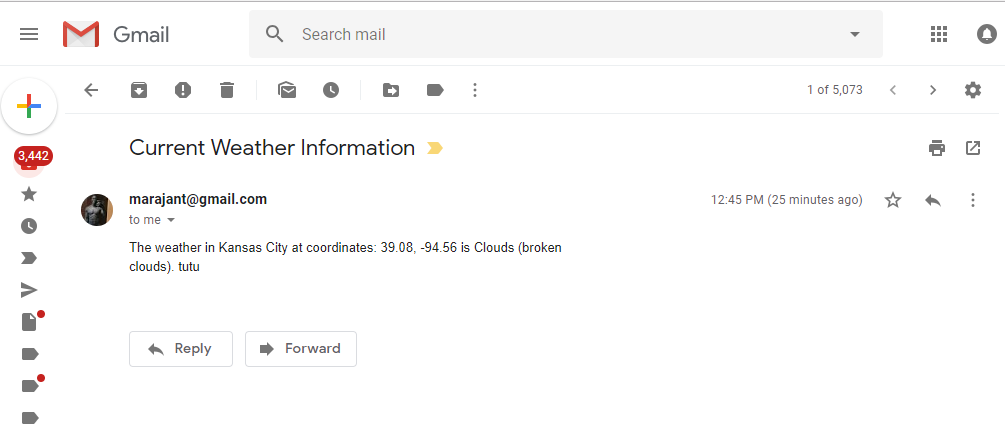 Gmail
Search mail
1 of 5,073
3,442
Current Weather Information
marajant@gmail.com
12:45 PM (25 minutes ago)
to me
The weather in Kansas City at coordinates: 39.08, -94.56 is Clouds (broken
clouds). tutu
Reply
Forward